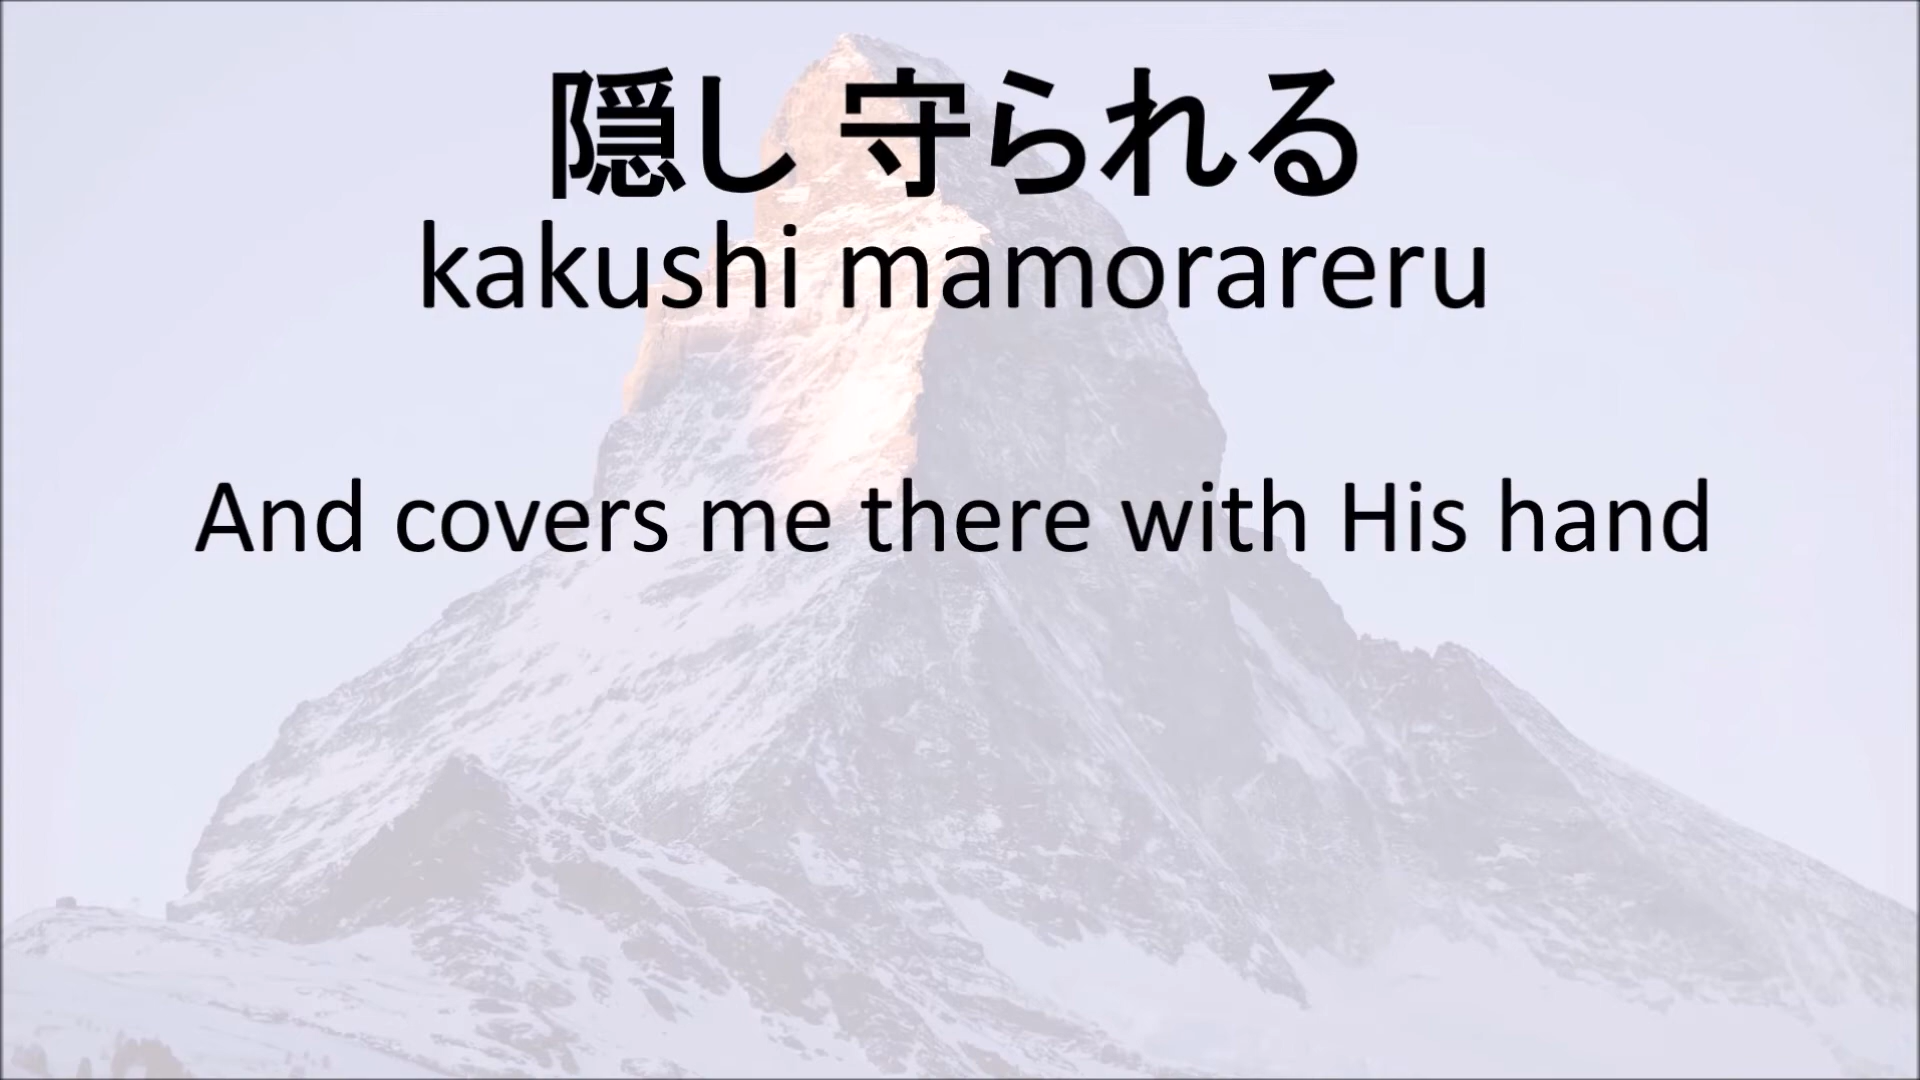 隠し 守られる
kakushi mamorareru
And covers me there with His hand